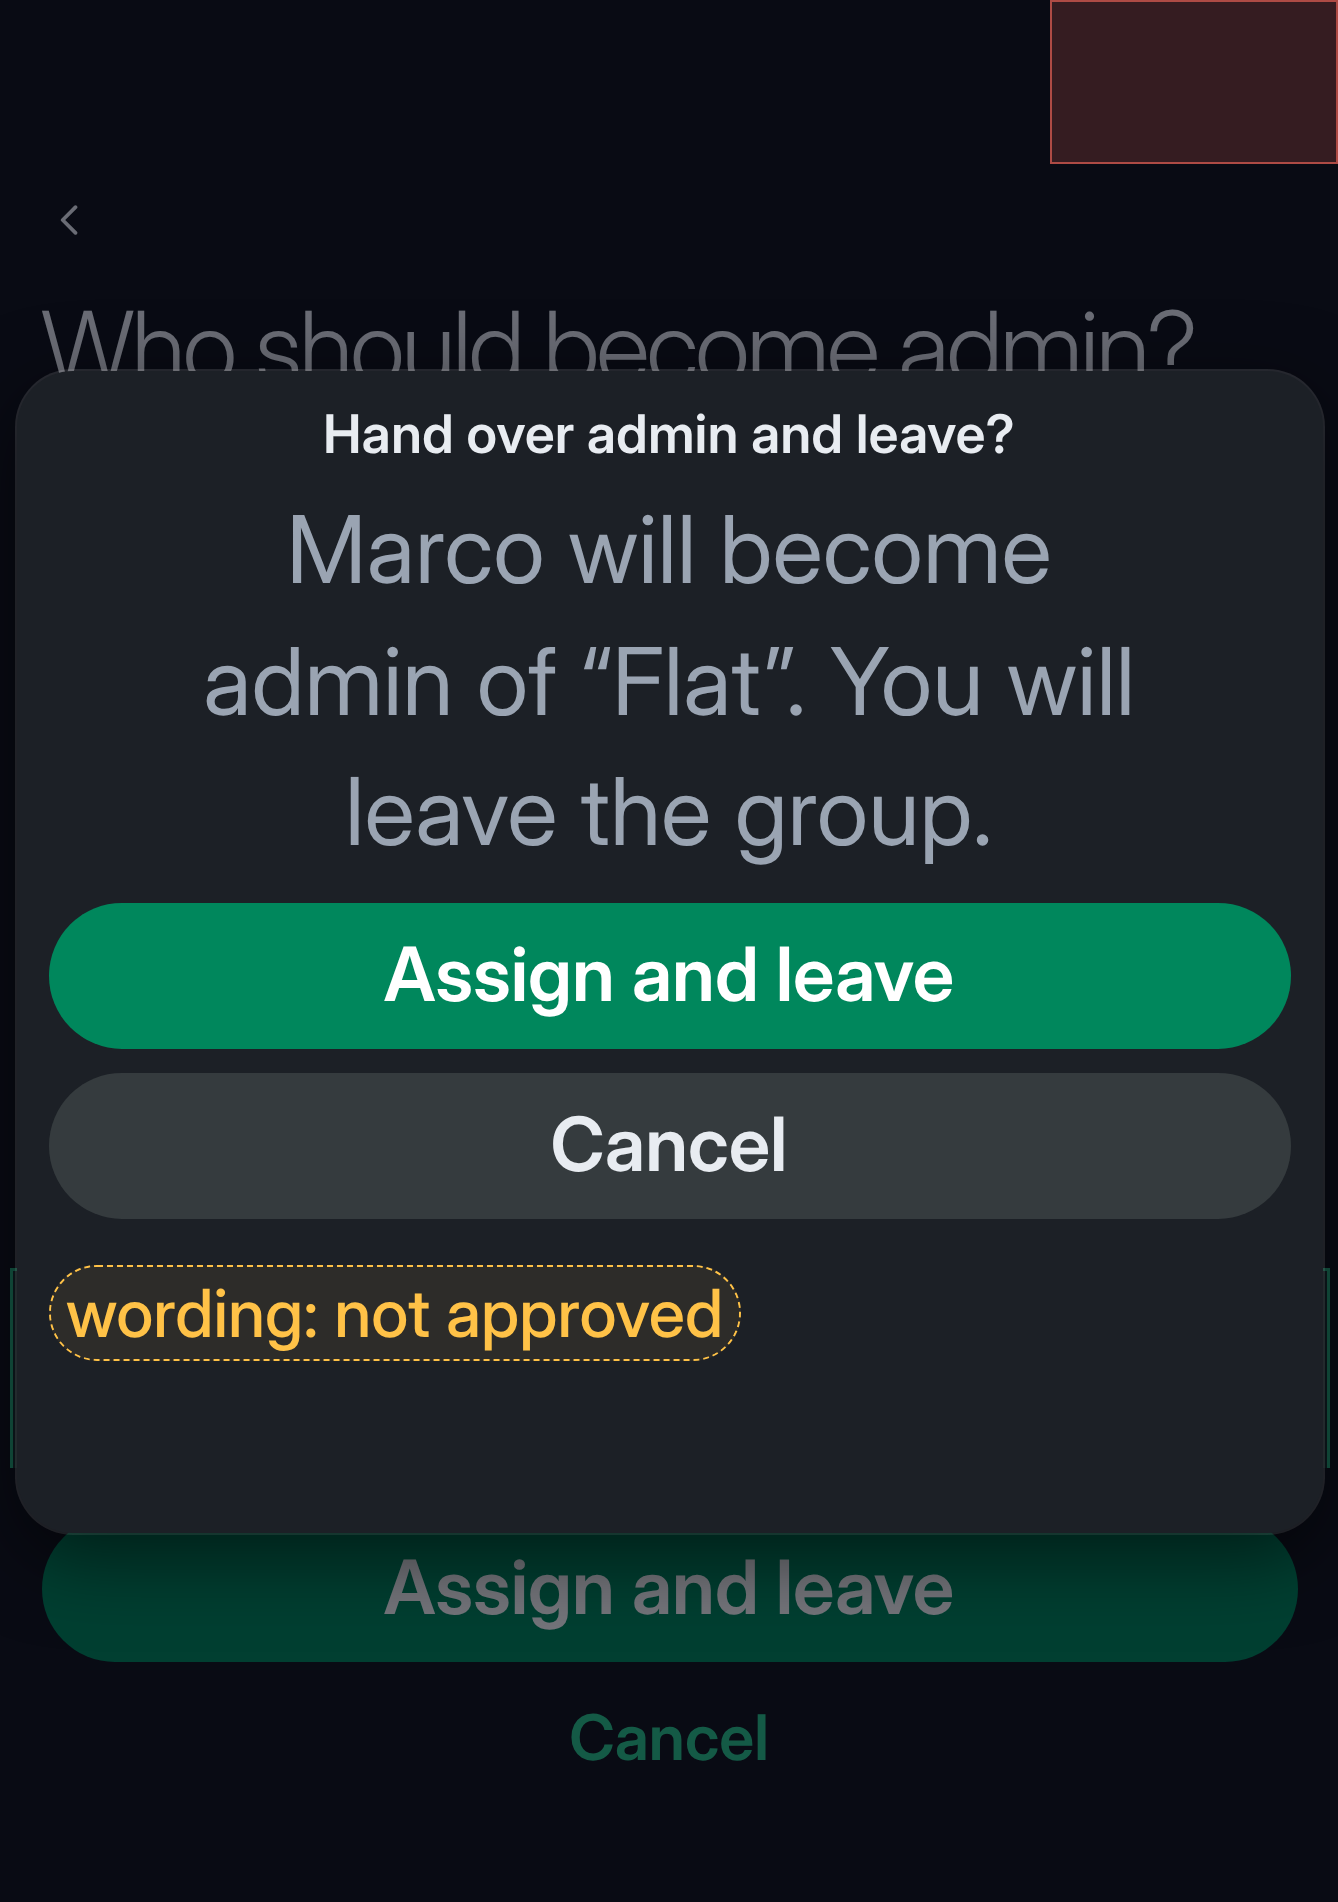 Who should become admin?
Hand over admin and leave?
Marco will become
admin of “Flat”. You will
leave the group.
Assign and leave
Cancel
wording: not approved
Assign and leave
Cancel